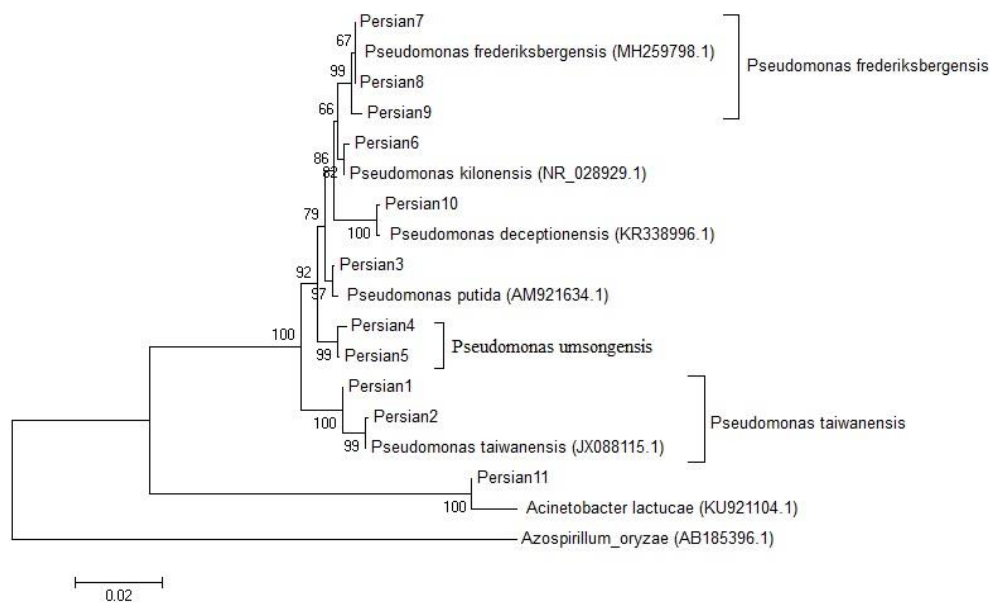 Persian7
67
Pseudomonas frederiksbergensis (MH259798.1)
Pseudomonas frederiksbergensis
99
Persian8
66
Persian9
Persian6
86
82
Pseudomonas kilonensis (NR_028929.1)
Persian10
79
100
Pseudomonas deceptionensis (KR338996.1)
92
Persian3
97
Pseudomonas putida (AM921634.1)
100
Persian4
Pseudomonas umsongensis
99
Persian5
Persian1
100
Persian2
Pseudomonas taiwanensis
99
Pseudomonas taiwanensis (JX088115.1)
Persian11
100
Acinetobacter lactucae (KU921104.1)
Azospirillum_oryzae (AB185396.1)
0.02